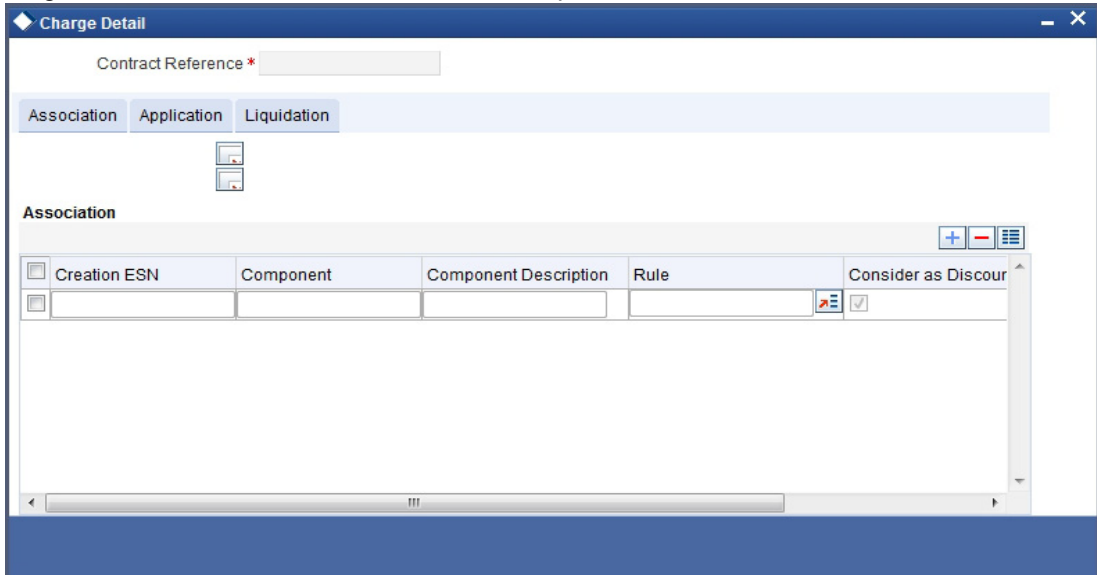 Charge Detail
Contract Reference *
Association Application Liquidation
Association
Creation ESN Component Component Description Rule Consider as Discour